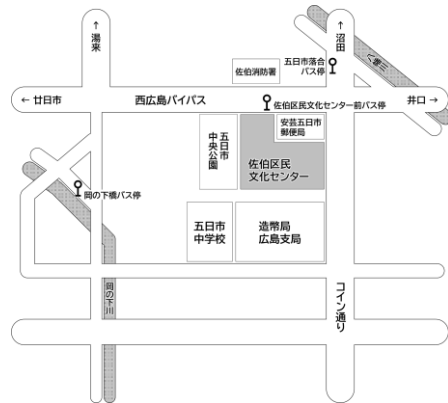 ↑
湯来
↑
沼田
五日市落合
バス停
三筋川
佐伯消防署
← 廿日市
西広島バイパス
佐伯区民文化センター前バス停
井口 →
安芸五日市
郵便局
五日市
中央公園
佐伯区民
文化センター
岡の下橋バス停
五日市
中学校
造幣局
広島支局
岡の下川
コイン通り